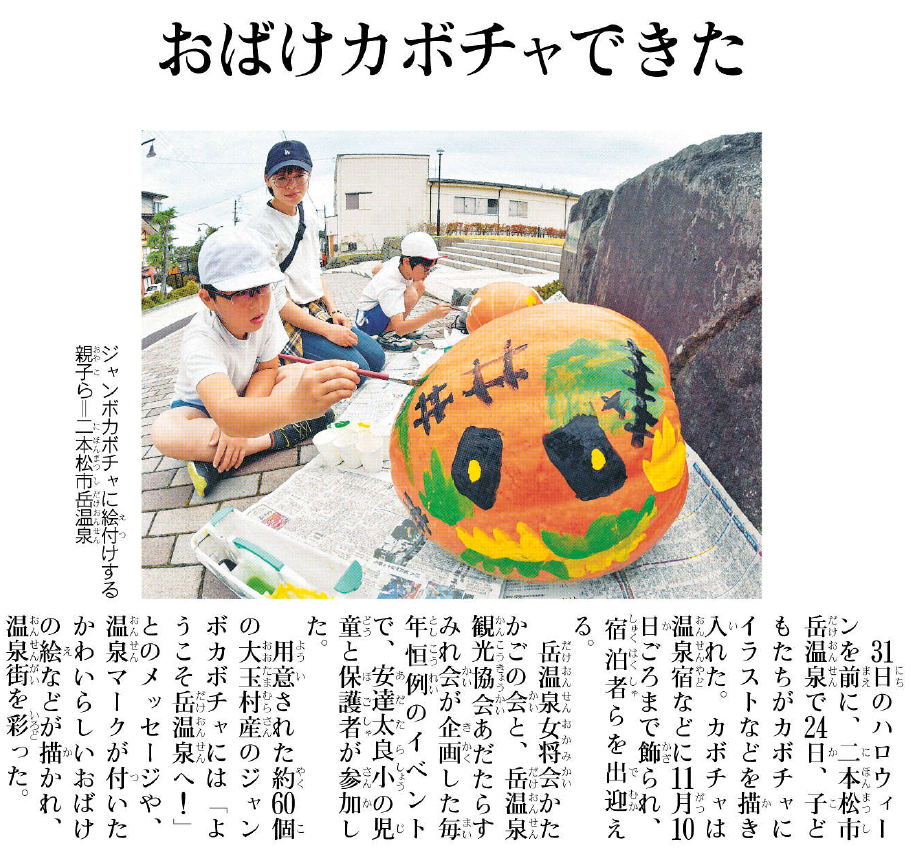 おばけカボチャできた
ジャンボカボチャに絵付けする
親子ら＝二本松市岳温泉
31日のハロウィー
ンを前に、二本松市
岳温泉で24日、子ど
もたちがカボチャに
イラストなどを描き
入れた。カボチャは
温泉宿などに11月10
日ごろまで飾られ、
宿泊者らを出迎え
る。
岳温泉女将会かた
かごの会と、岳温泉
観光協会あだたらす
みれ会が企画した毎
年恒例のイベント
で、安達太良小の児
童と保護者が参加し
た。
用意された約60個
の大玉村産のジャン
ボカボチャには「よ
うこそ岳温泉へ！」
とのメッセージや、
温泉マークが付いた
かわいらしいおばけ
の絵などが描かれ、
温泉街を彩った。